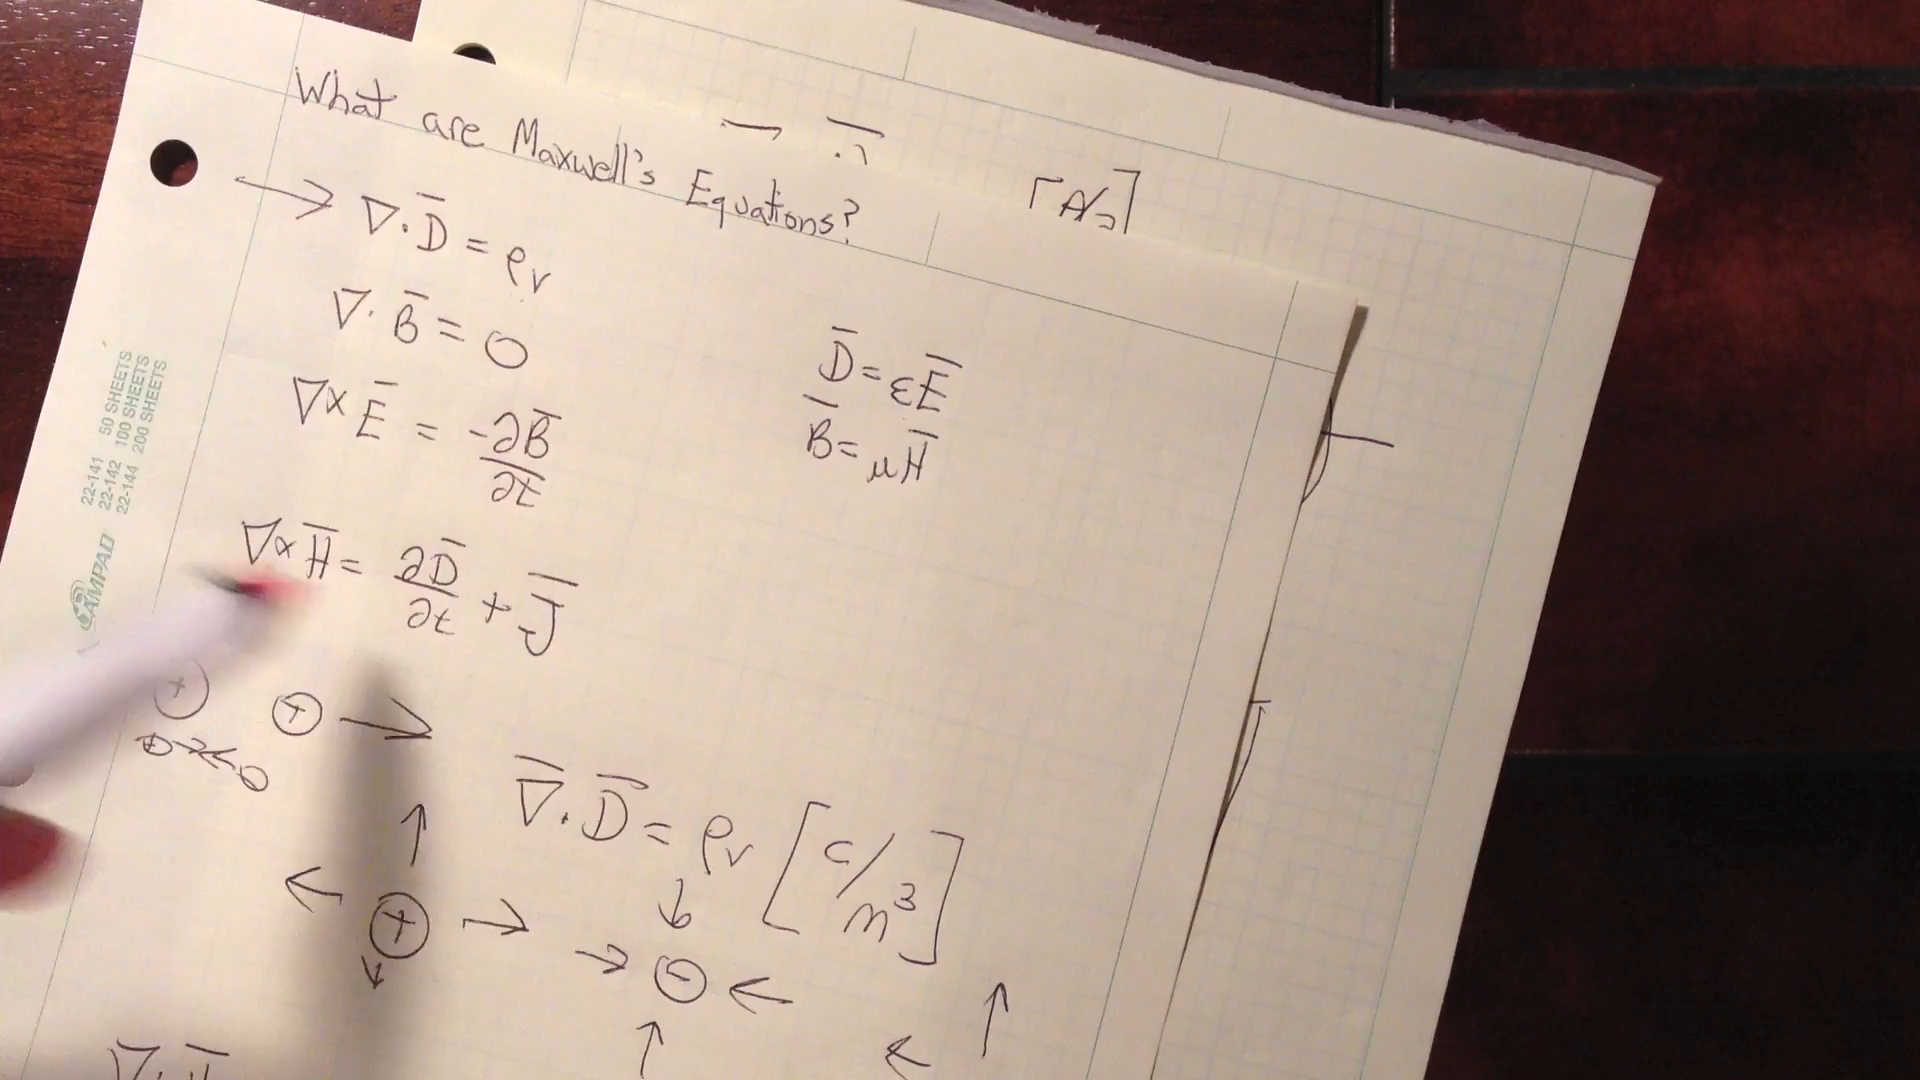 What are Maxwell's Equations?
[A/
→ ∇·D̅ = ρv
∇·B̅ = 0
∇×E̅ = -∂B̅/∂t
∇×H̅ = ∂D̅/∂t + J̅
D̅ = εE̅
B̅ = μH̅
+ + →
∇̅·D̅ = ρv [C/m³]
+
-
22-141 50 SHEETS
22-142 100 SHEETS
22-144 200 SHEETS
AMPAD